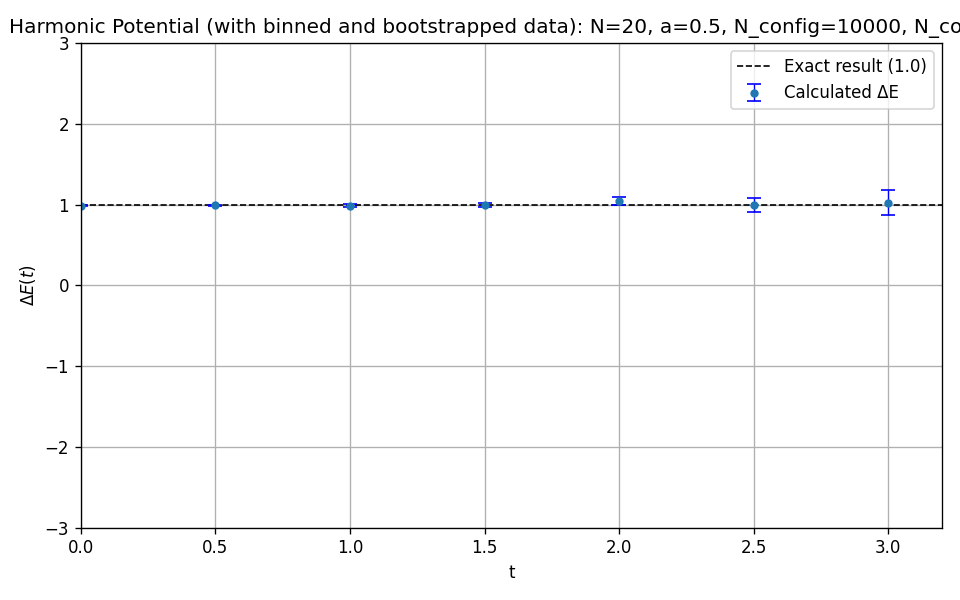 Harmonic Potential (with binned and bootstrapped data): N=20, a=0.5, N_config=10000, N_co
Exact result (1.0)
Calculated ΔE
ΔE(t)
3
2
1
0
−1
−2
−3
0.0 0.5 1.0 1.5 2.0 2.5 3.0
t